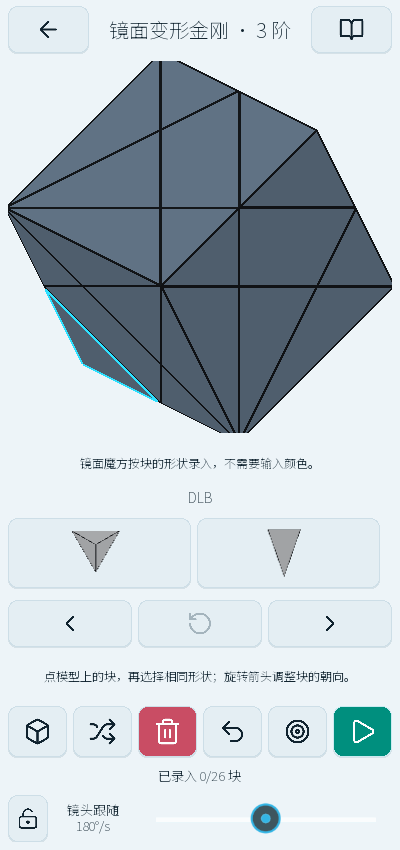 镜面变形金刚 · 3 阶
镜面魔方按块的形状录入，不需要输入颜色。
DLB
点模型上的块，再选择相同形状；旋转箭头调整块的朝向。
已录入 0/26 块
镜头跟随
180°/s